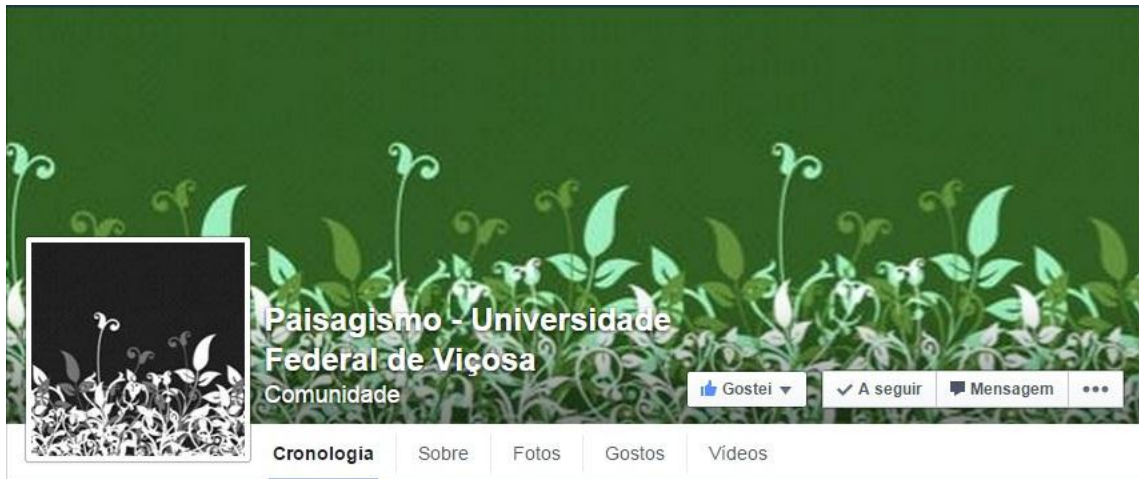 Paisagismo - Universidade
Federal de Viçosa
Comunidade
Gostei
A seguir
Mensagem
Cronologia Sobre Fotos Gostos Vídeos